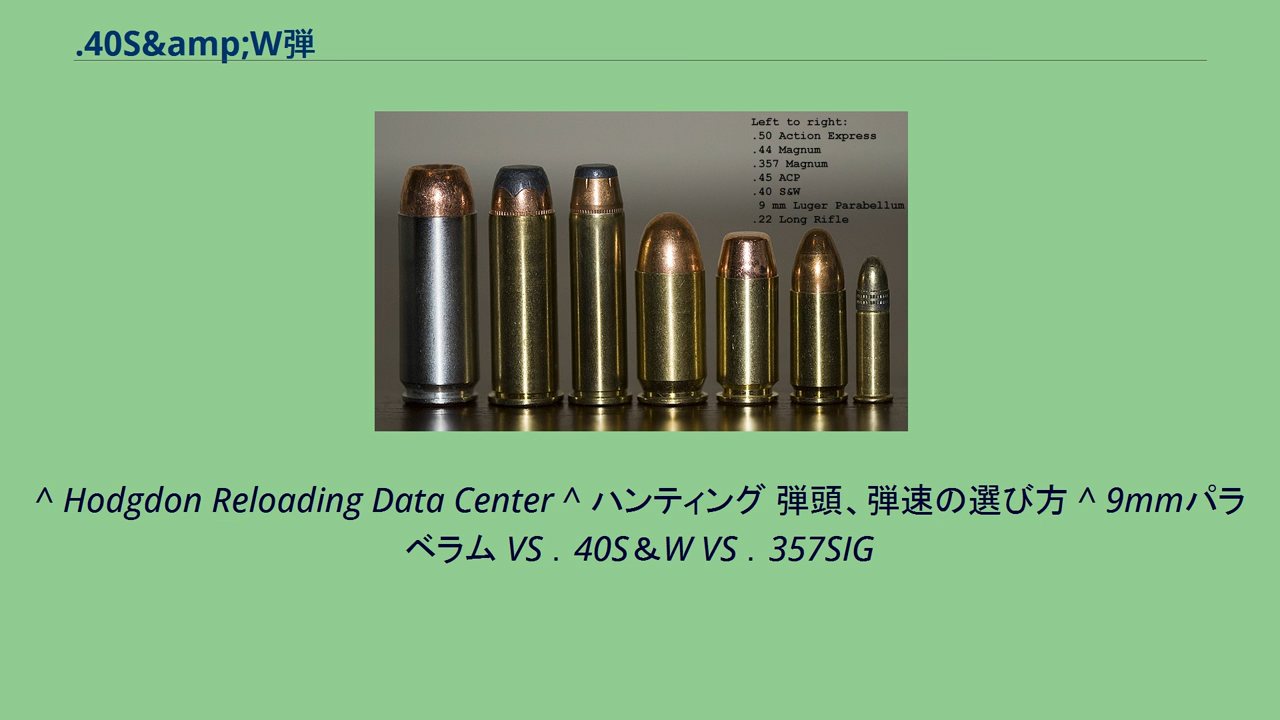 .40S&amp;W弾
Left to right:
.50 Action Express
.44 Magnum
.357 Magnum
.45 ACP
.40 S&W
9 mm Luger Parabellum
.22 Long Rifle
^ Hodgdon Reloading Data Center ^ ハンティング 弾頭、弾速の選び方 ^ 9mmパラ
ベラム VS．40S＆W VS．357SIG